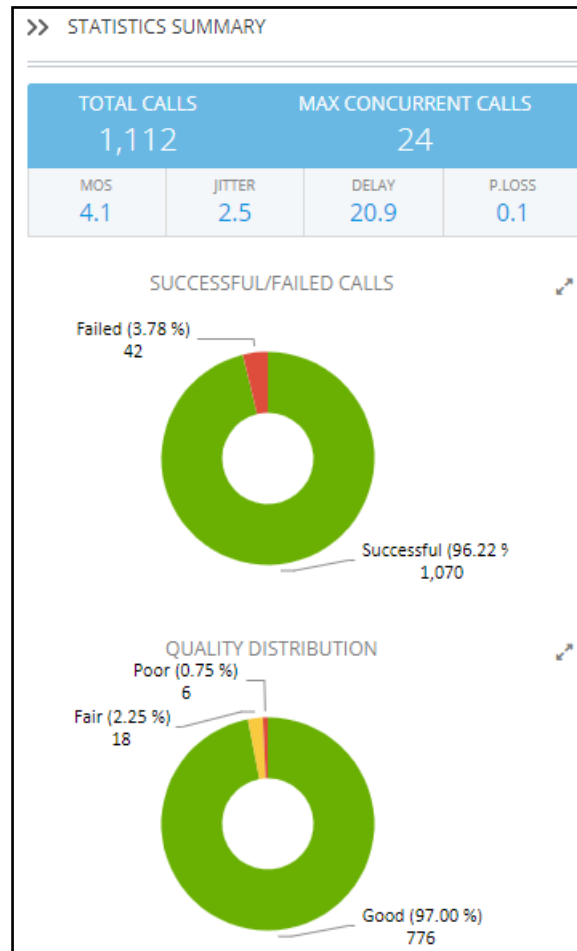 STATISTICS SUMMARY
TOTAL CALLS MAX CONCURRENT CALLS
1,112 24
MOS JITTER DELAY P.LOSS
4.1 2.5 20.9 0.1
SUCCESSFUL/FAILED CALLS
Failed (3.78 %)
42
Successful (96.22 %
1,070
QUALITY DISTRIBUTION
Poor (0.75 %)
6
Fair (2.25 %)
18
Good (97.00 %)
776